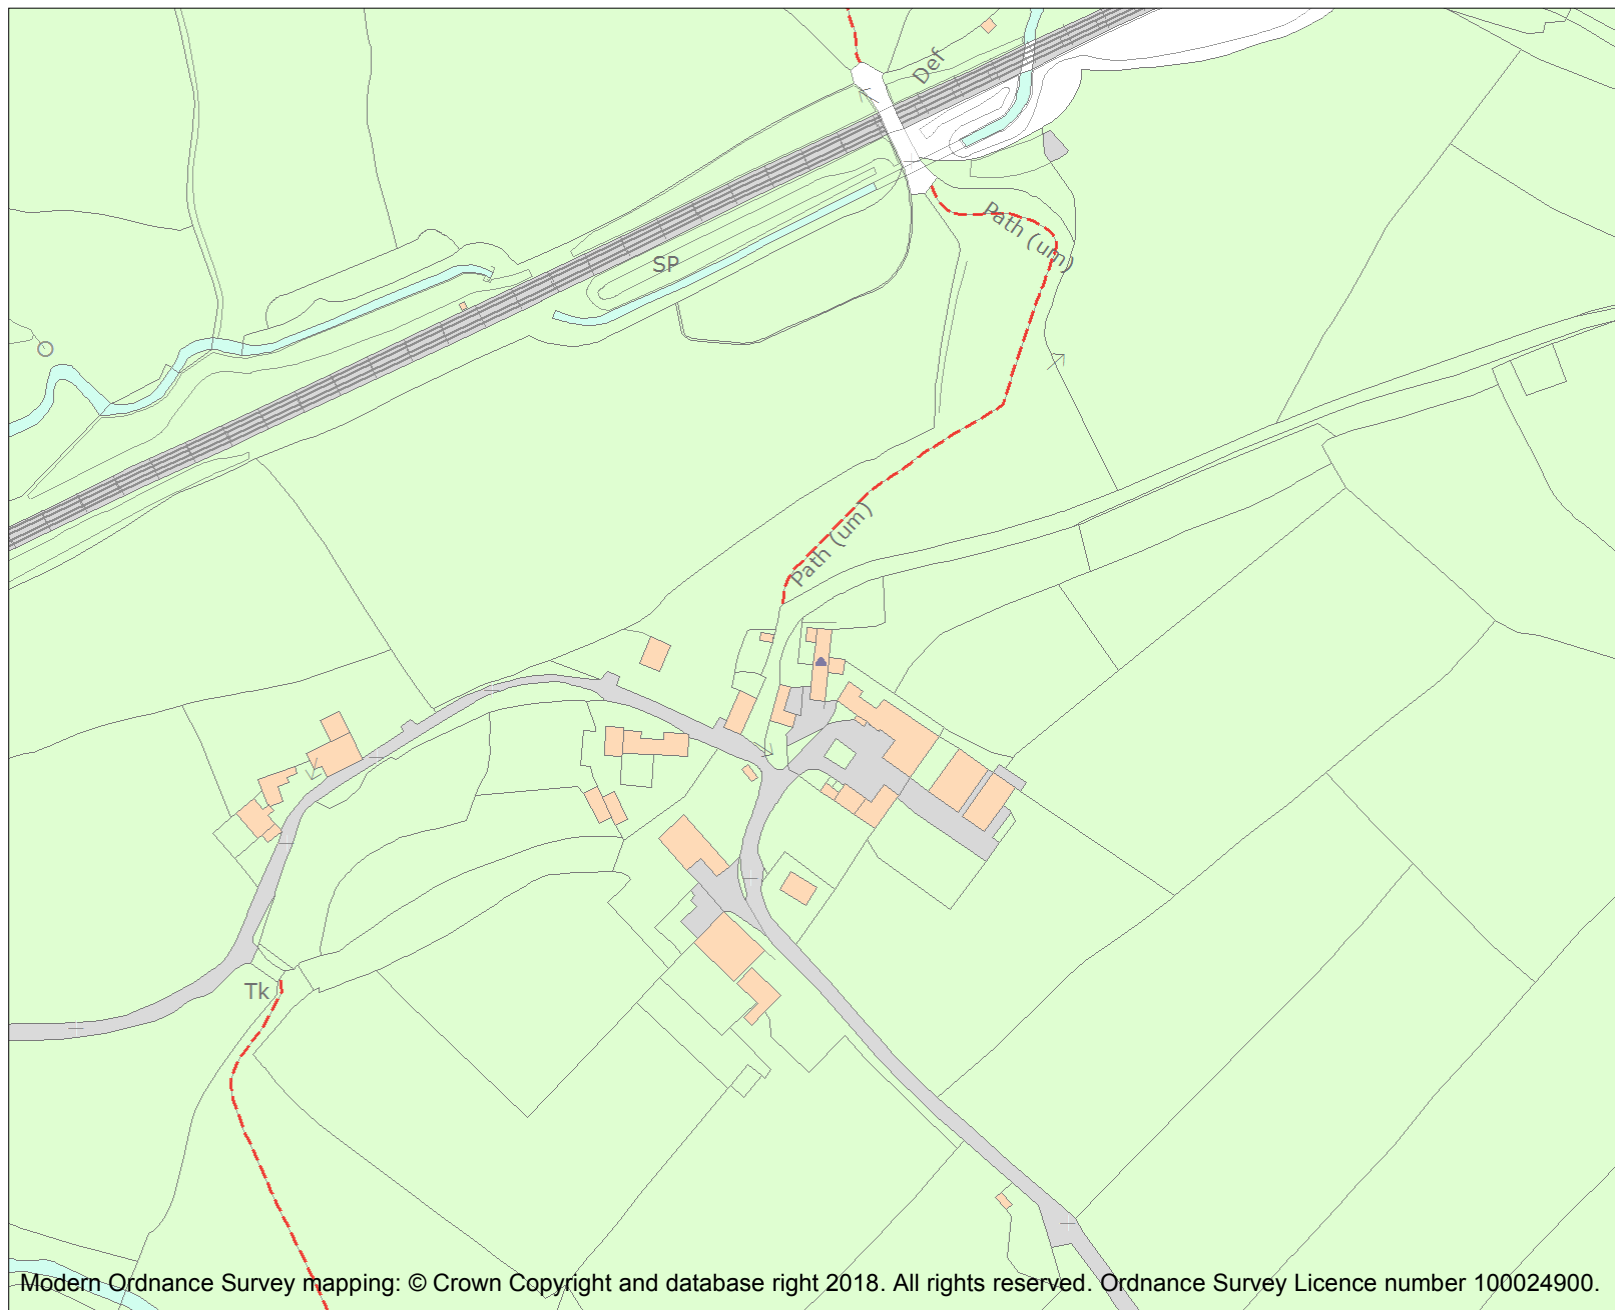 Def
Path (um)
SP
Path (um)
Tk
Modern Ordnance Survey mapping: © Crown Copyright and database right 2018. All rights reserved. Ordnance Survey Licence number 100024900.